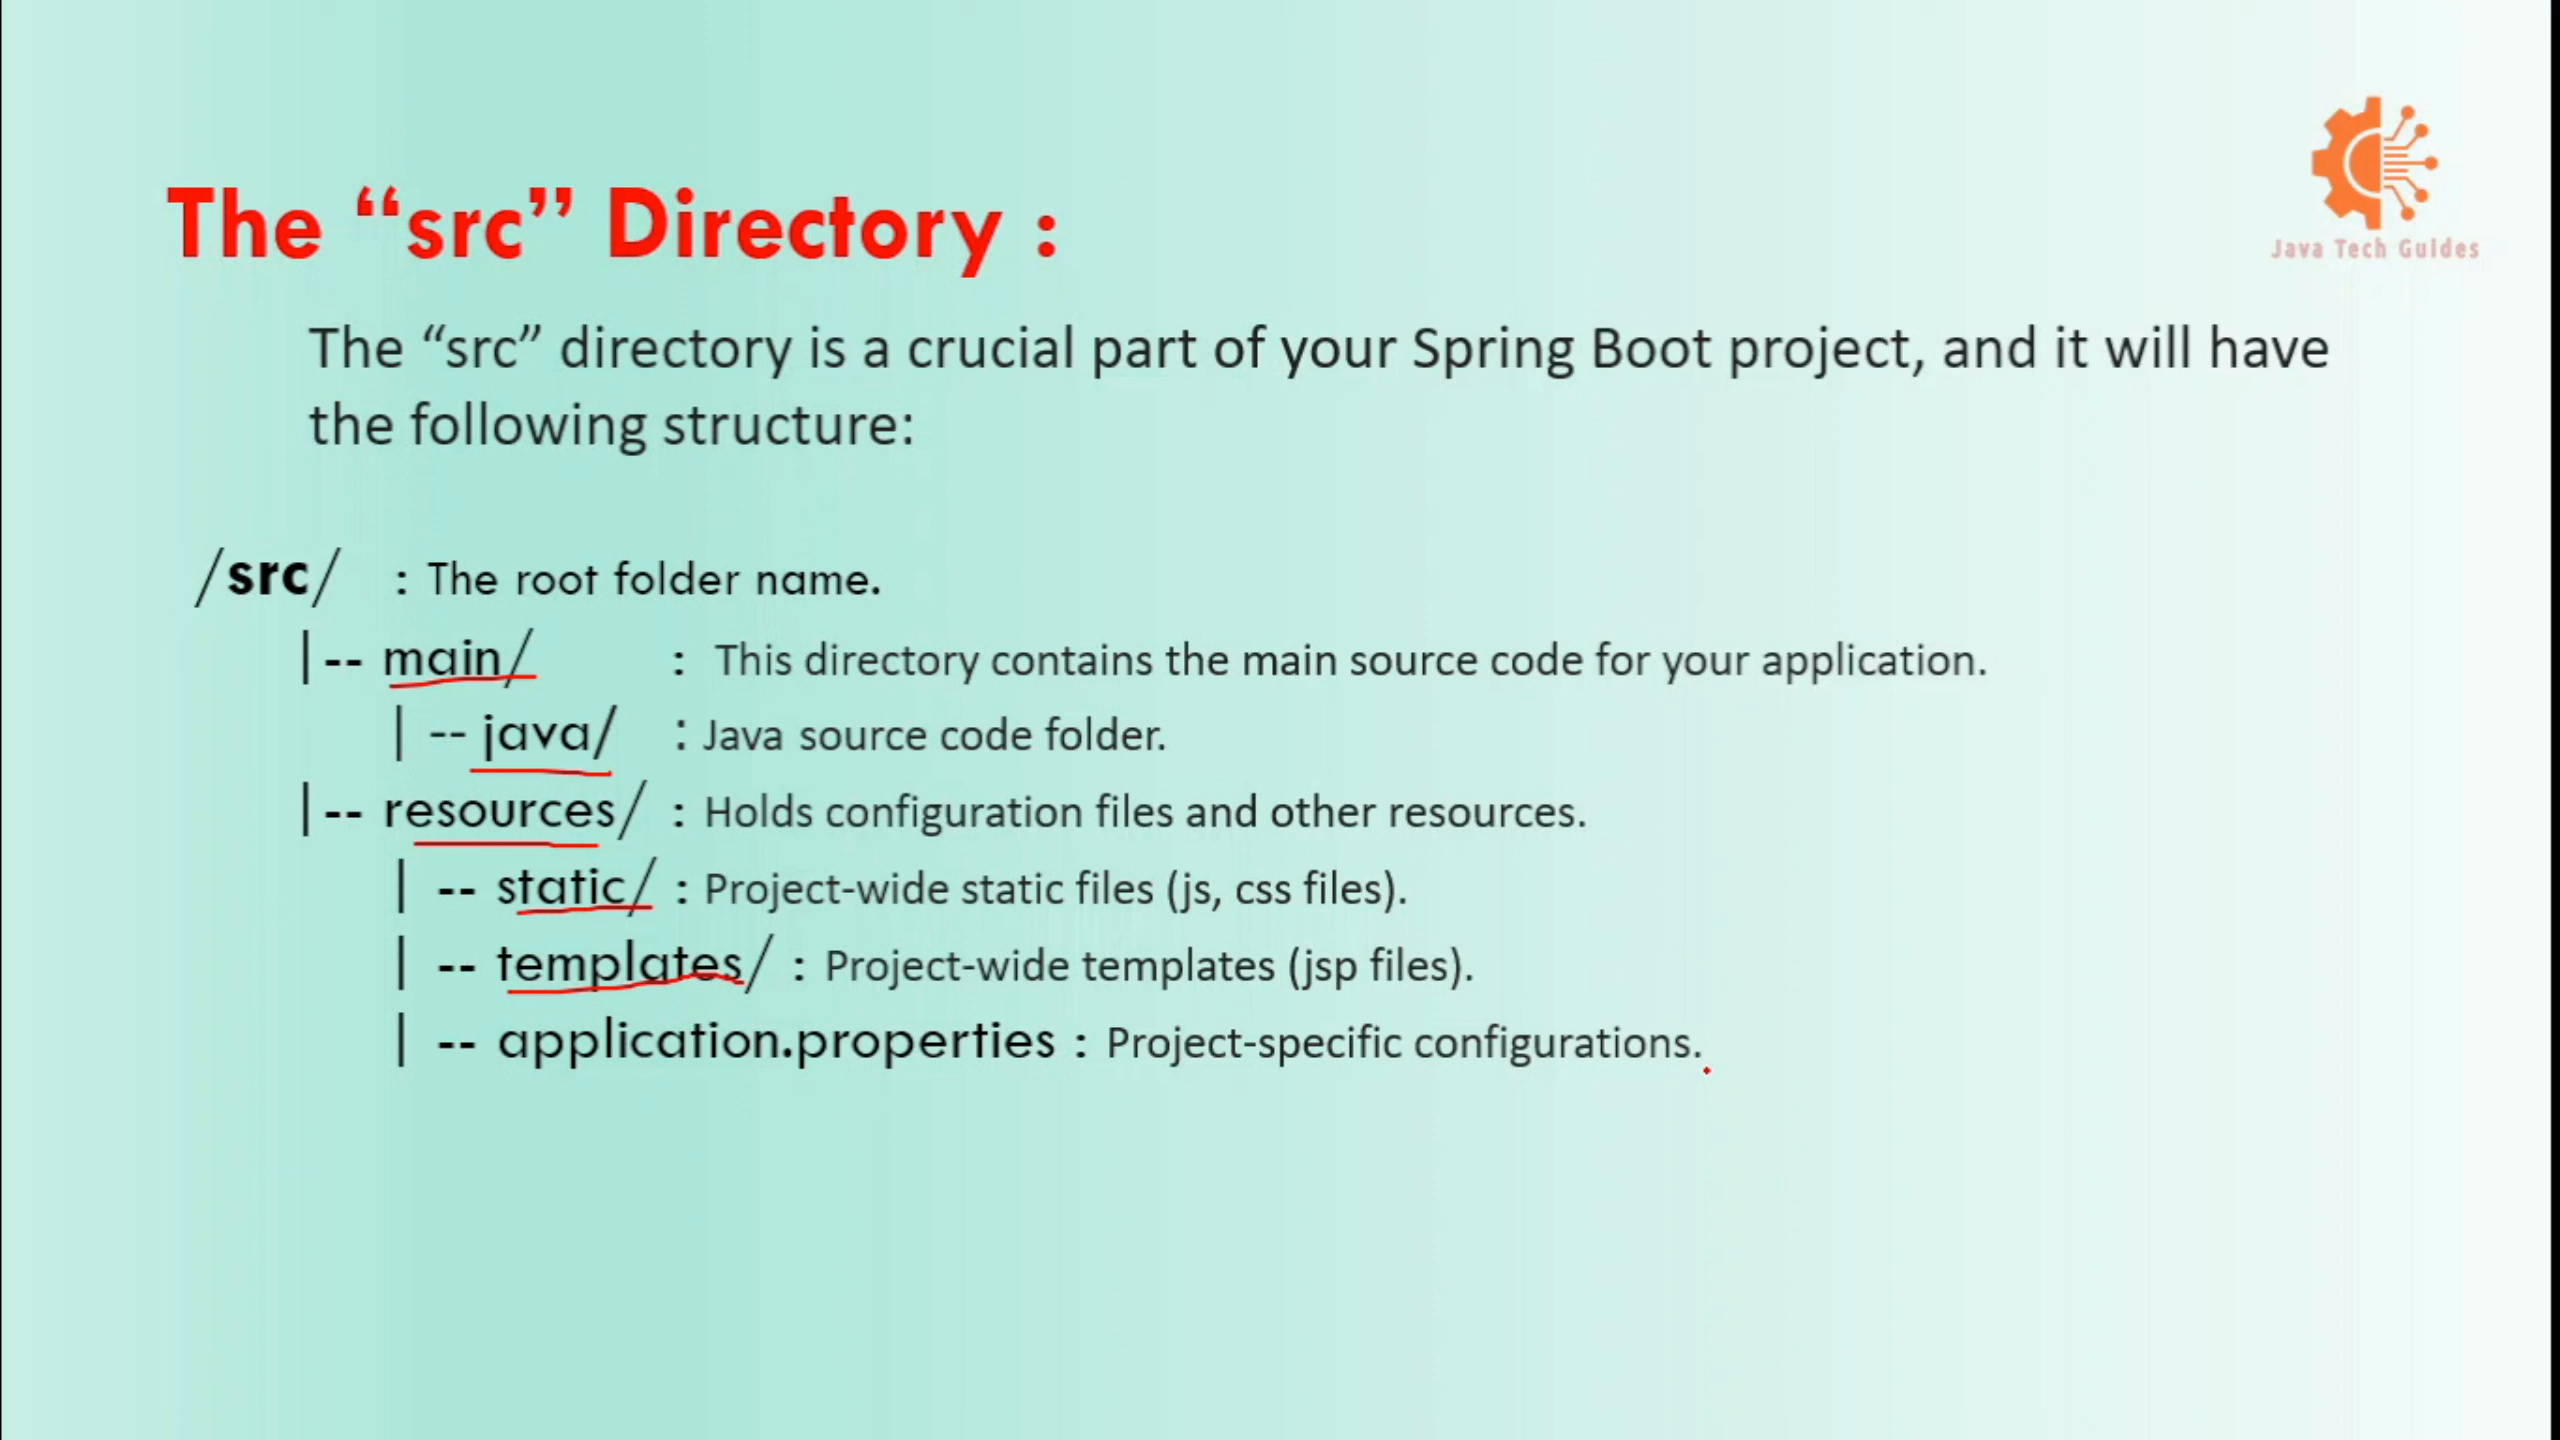 Java Tech Guides
The “src” Directory :
The “src” directory is a crucial part of your Spring Boot project, and it will have
the following structure:
/src/ : The root folder name.
|-- main/ : This directory contains the main source code for your application.
| -- java/ : Java source code folder.
|-- resources/ : Holds configuration files and other resources.
| -- static/ : Project-wide static files (js, css files).
| -- templates/ : Project-wide templates (jsp files).
| -- application.properties : Project-specific configurations.